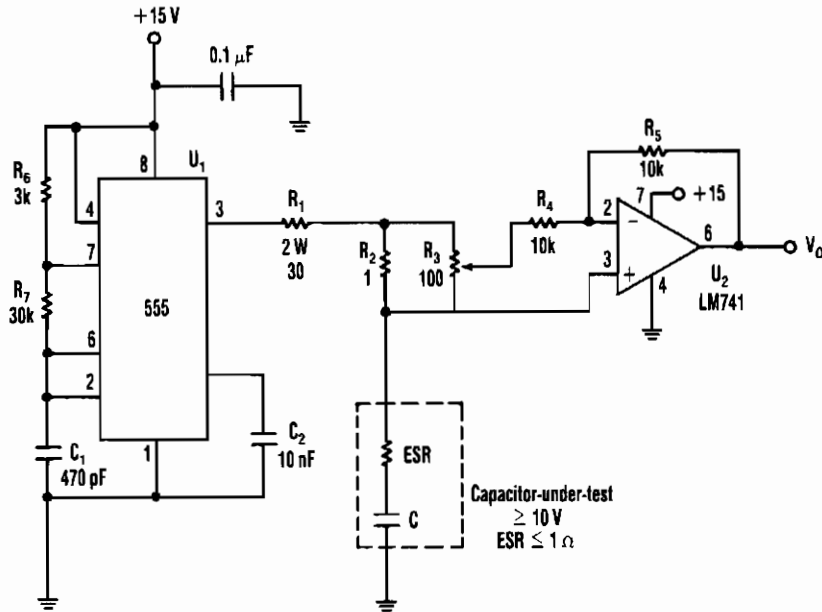 +15 V
0.1 μF
R6
3k
8
U1
4
3
7
R7
30k
555
6
2
1
C1
470 pF
C2
10 nF
R1
2 W
30
R2
1
R3
100
R4
10k
R5
10k
2
−
7
+15
3
+
6
4
U2
LM741
Vo
ESR
C
Capacitor-under-test
≥ 10 V
ESR ≤ 1 Ω